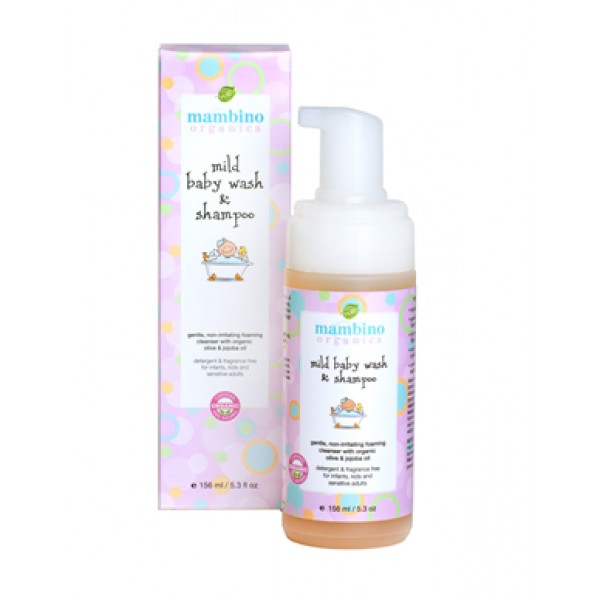 mambino
organics
mild
baby wash
&
shampoo
gentle, non-irritating foaming
cleanser with organic
olive & jojoba oil
detergent & fragrance free
for infants, kids and
sensitive adults
ORGANIC
e 156 ml / 5.3 fl oz
mambino
organics
mild baby wash
& shampoo
gentle, non-irritating foaming
cleanser with organic
olive & jojoba oil
detergent & fragrance free
for infants, kids and
sensitive adults
ORGANIC
e 156 ml / 5.3 oz